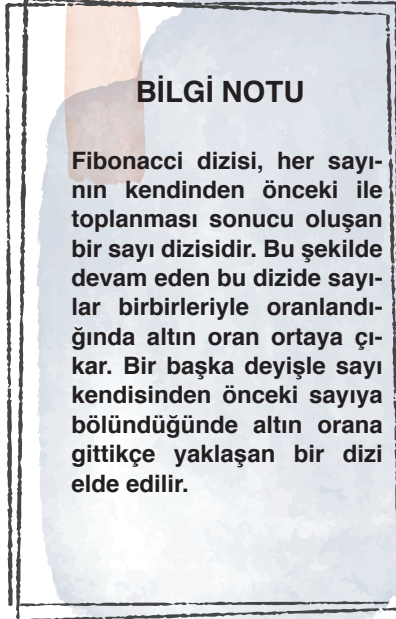 BİLGİ NOTU
Fibonacci dizisi, her sayı-
nın kendinden önceki ile
toplanması sonucu oluşan
bir sayı dizisidir. Bu şekilde
devam eden bu dizide sayı-
lar birbirleriyle oranlandı-
ğında altın oran ortaya çı-
kar. Bir başka deyişle sayı
kendisinden önceki sayıya
bölündüğünde altın orana
gittikçe yaklaşan bir dizi
elde edilir.